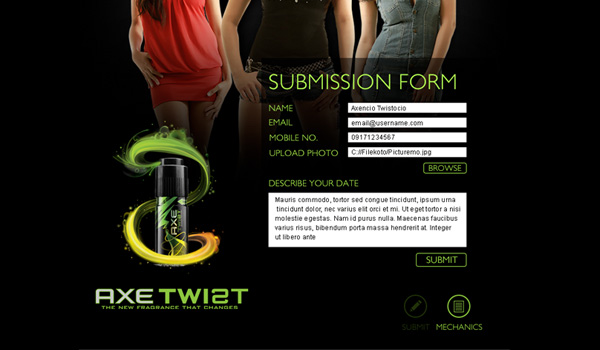 SUBMISSION FORM
NAME Axencio Twistocio
EMAIL email@username.com
MOBILE NO. 09171234567
UPLOAD PHOTO C://Filekoto/Picturemo.jpg
BROWSE
DESCRIBE YOUR DATE
Mauris commodo, tortor sed congue tincidunt, ipsum urna
tincidunt dolor, nec varius elit orci et mi. Ut eget tortor a nisi
molestie egestas. Nam id purus nulla. Maecenas faucibus
varius risus, bibendum porta massa hendrerit at. Integer
ut libero ante
SUBMIT
AXE
AXE TWIST
THE NEW FRAGRANCE THAT CHANGES
SUBMIT MECHANICS